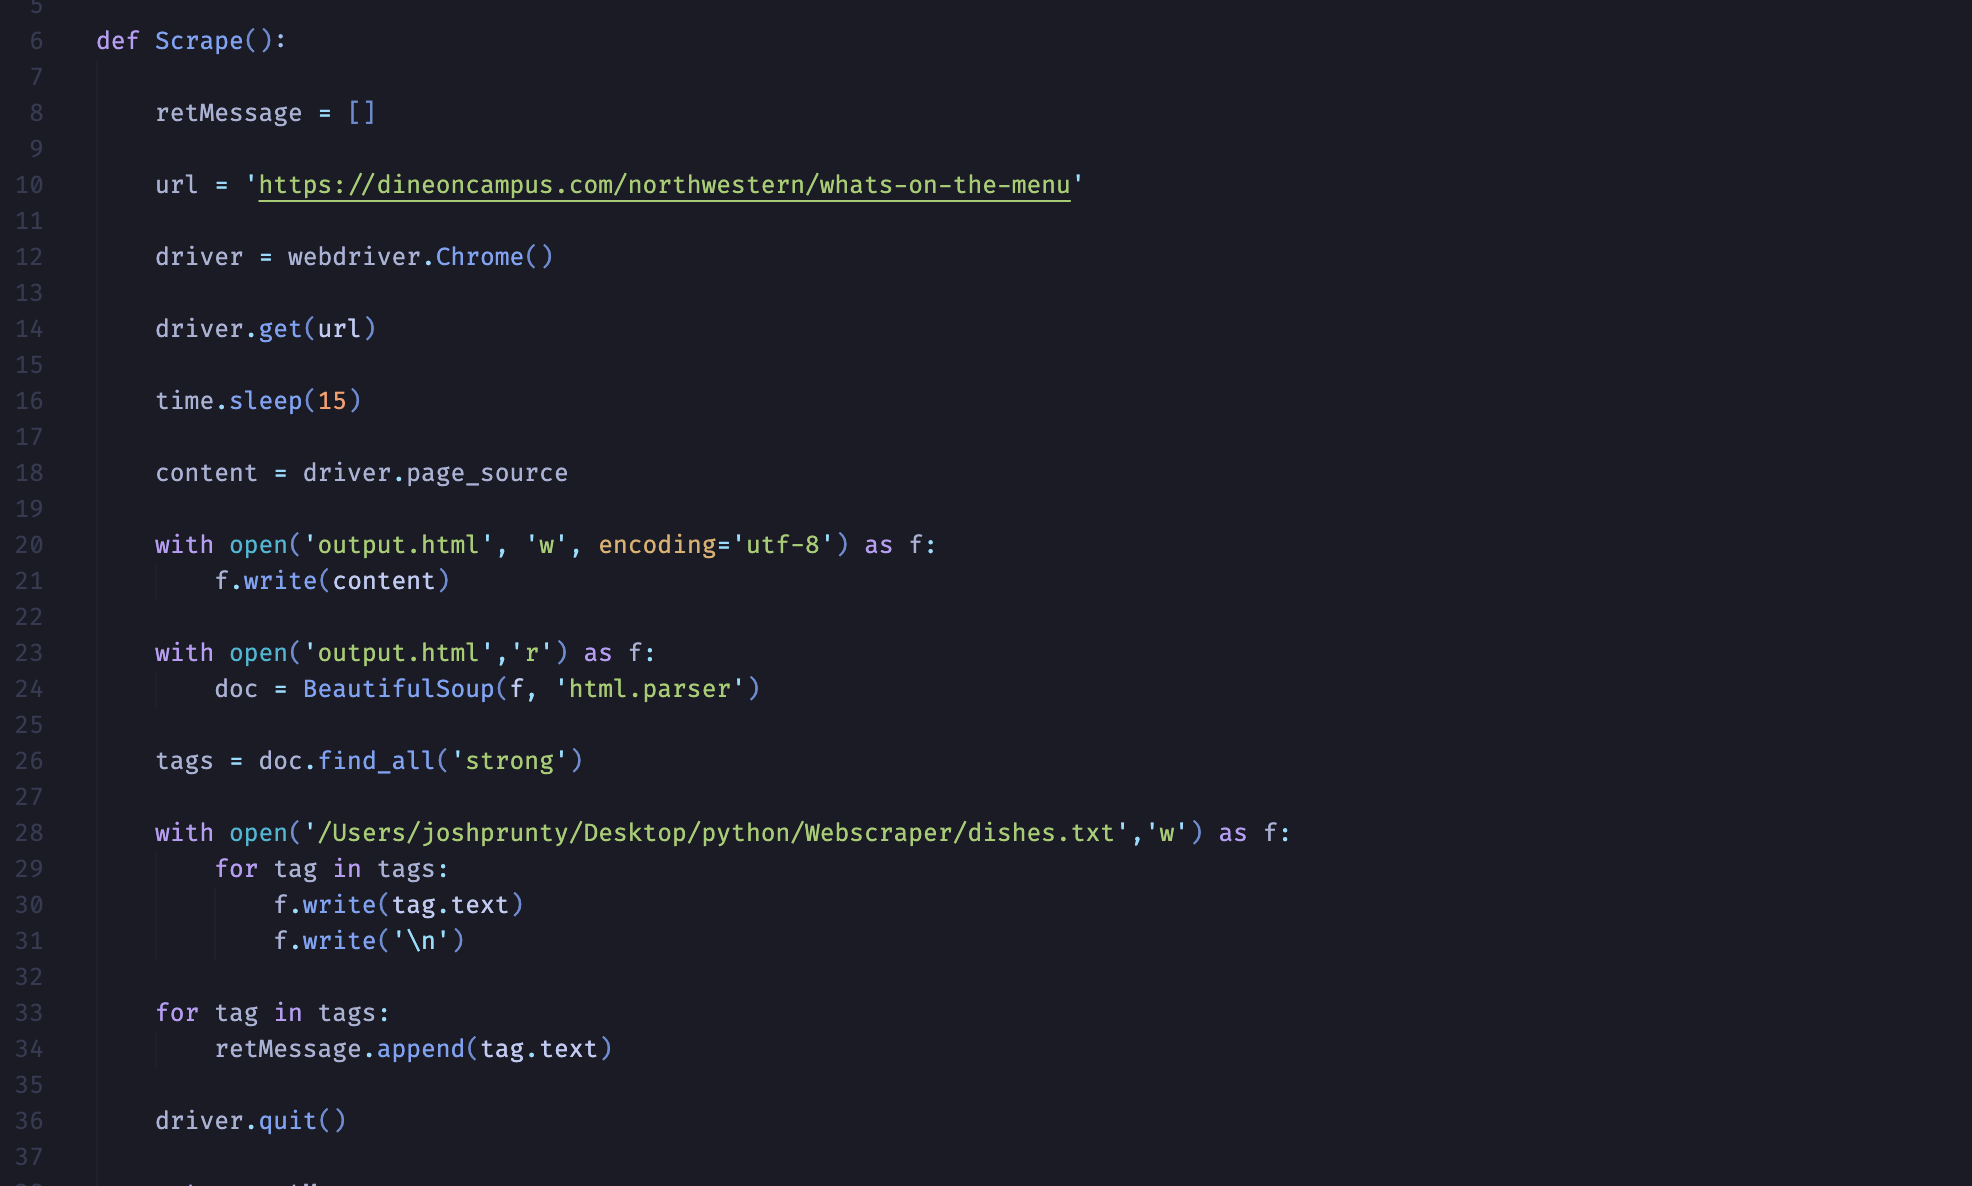 5
6 def Scrape():
7
8     retMessage = []
9
10     url = 'https://dineoncampus.com/northwestern/whats-on-the-menu'
11
12     driver = webdriver.Chrome()
13
14     driver.get(url)
15
16     time.sleep(15)
17
18     content = driver.page_source
19
20     with open('output.html', 'w', encoding='utf-8') as f:
21         f.write(content)
22
23     with open('output.html','r') as f:
24         doc = BeautifulSoup(f, 'html.parser')
25
26     tags = doc.find_all('strong')
27
28     with open('/Users/joshprunty/Desktop/python/Webscraper/dishes.txt','w') as f:
29         for tag in tags:
30             f.write(tag.text)
31             f.write('\n')
32
33     for tag in tags:
34         retMessage.append(tag.text)
35
36     driver.quit()
37